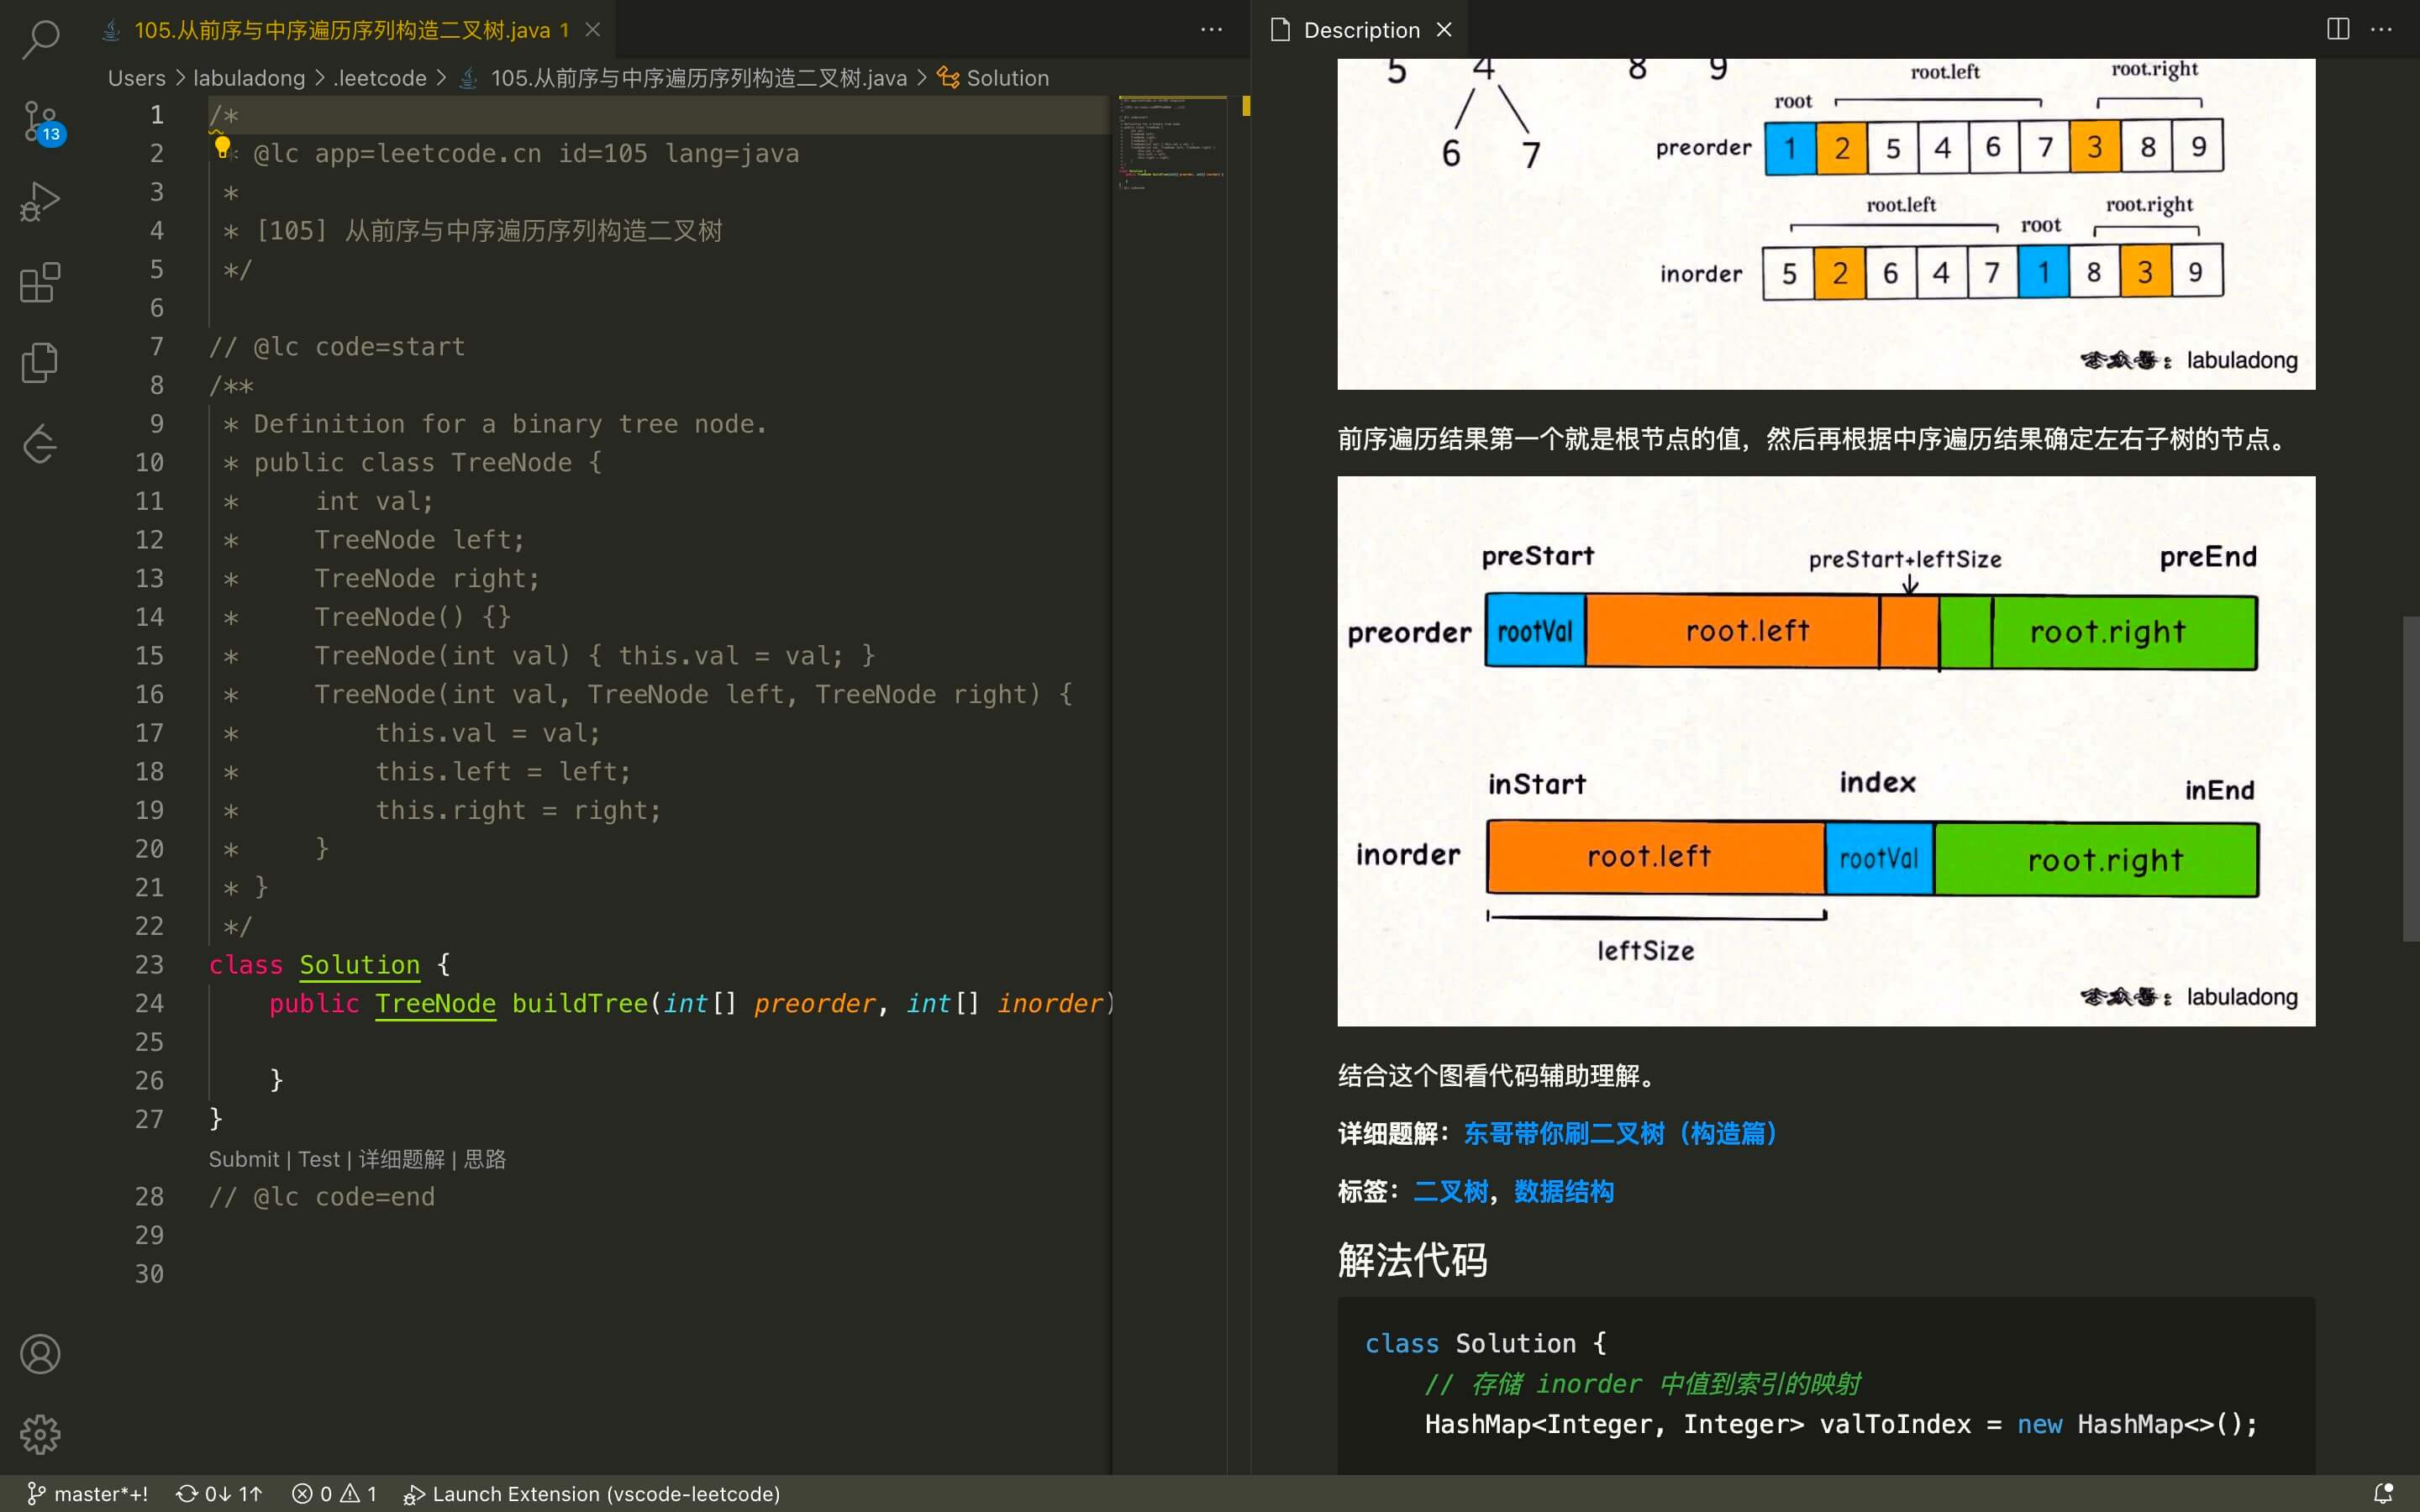 105.从前序与中序遍历序列构造二叉树.java 1
Users > labuladong > .leetcode > 105.从前序与中序遍历序列构造二叉树.java > Solution
13
1 /*
2 * @lc app=leetcode.cn id=105 lang=java
3 *
4 * [105] 从前序与中序遍历序列构造二叉树
5 */
6
7 // @lc code=start
8 /**
9 * Definition for a binary tree node.
10 * public class TreeNode {
11 *     int val;
12 *     TreeNode left;
13 *     TreeNode right;
14 *     TreeNode() {}
15 *     TreeNode(int val) { this.val = val; }
16 *     TreeNode(int val, TreeNode left, TreeNode right) {
17 *         this.val = val;
18 *         this.left = left;
19 *         this.right = right;
20 *     }
21 * }
22 */
23 class Solution {
24     public TreeNode buildTree(int[] preorder, int[] inorder)
25
26     }
27 }
Submit | Test | 详细题解 | 思路
28 // @lc code=end
29
30
Description
5 4 8 9
6 7
root.left root.right
root
preorder 1 2 5 4 6 7 3 8 9
root.left root.right
root
inorder 5 2 6 4 7 1 8 3 9
labuladong
前序遍历结果第一个就是根节点的值，然后再根据中序遍历结果确定左右子树的节点。
preStart preStart+leftSize preEnd
preorder rootVal root.left root.right
inStart index inEnd
inorder root.left rootVal root.right
leftSize
labuladong
结合这个图看代码辅助理解。
详细题解：东哥带你刷二叉树（构造篇）
标签：二叉树，数据结构
解法代码
class Solution {
    // 存储 inorder 中值到索引的映射
    HashMap<Integer, Integer> valToIndex = new HashMap<>();
master*+! 0↓ 1↑ 0 1 Launch Extension (vscode-leetcode)